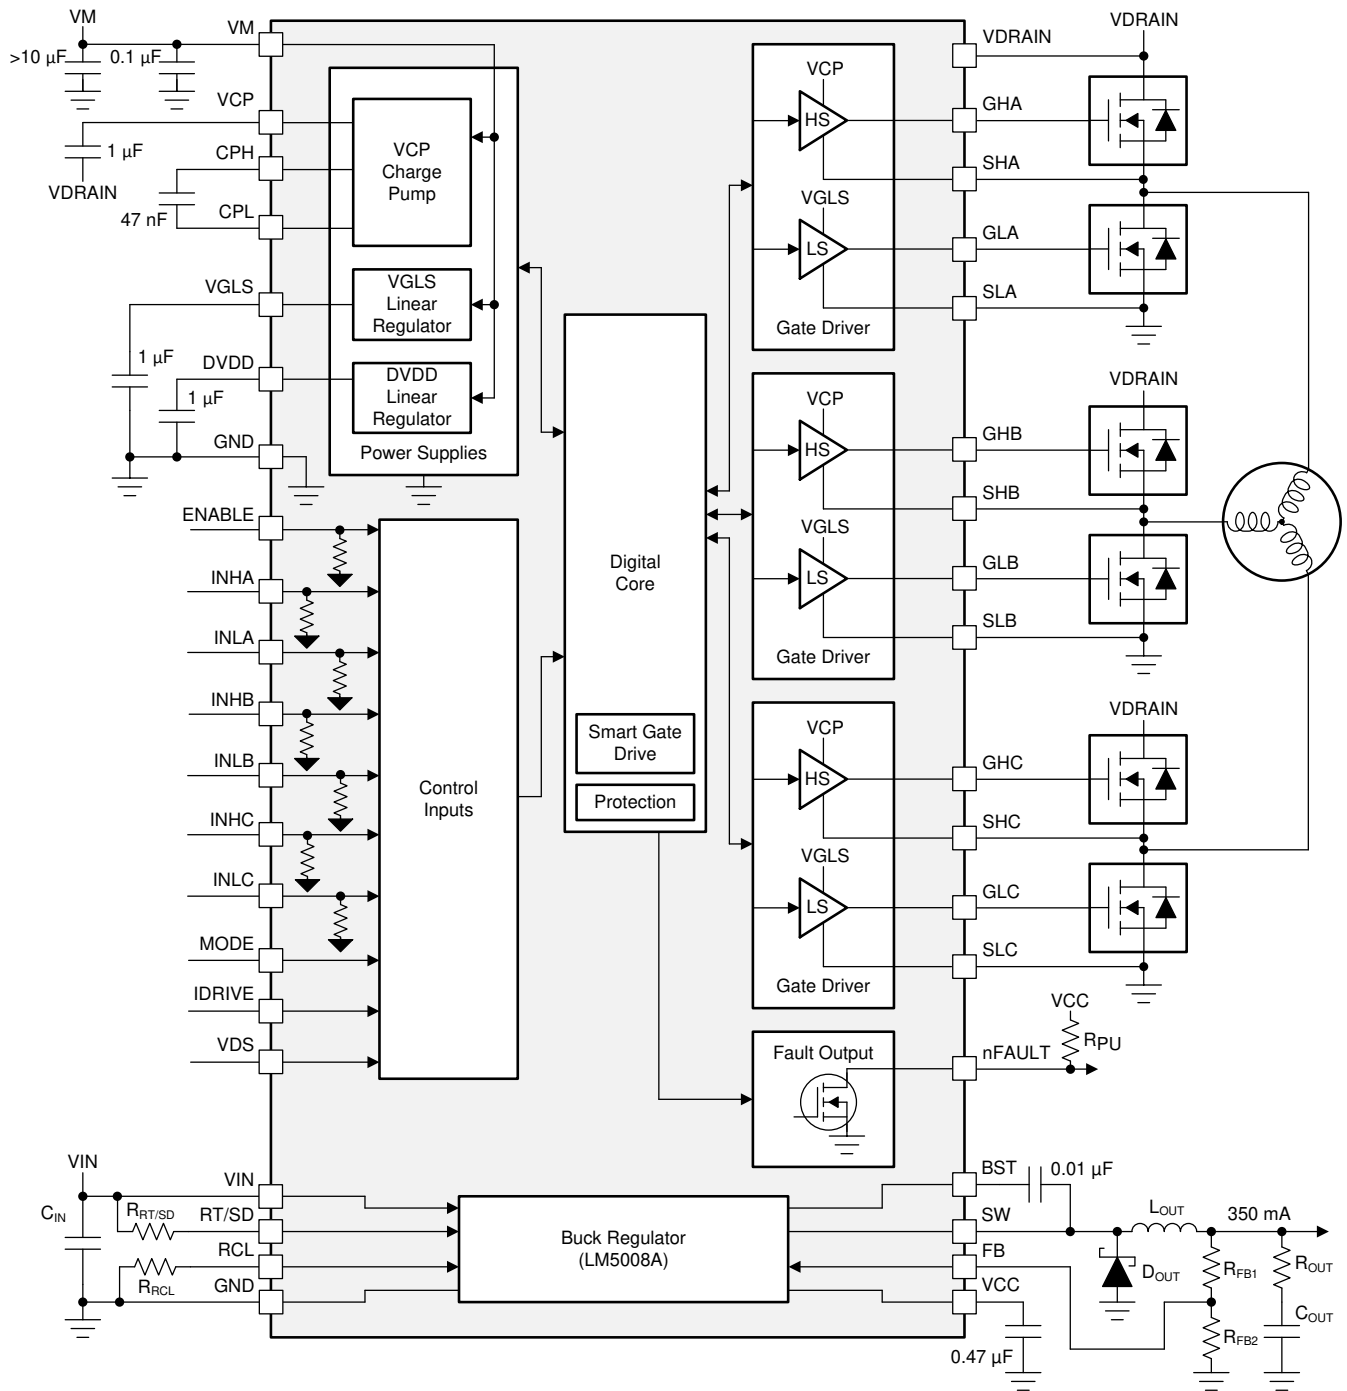 VM
VM
>10 µF
0.1 µF
VCP
1 µF
VDRAIN
CPH
47 nF
CPL
VGLS
1 µF
DVDD
1 µF
GND
VCP
Charge
Pump
VGLS
Linear
Regulator
DVDD
Linear
Regulator
Power Supplies
ENABLE
INHA
INLA
INHB
INLB
INHC
INLC
MODE
IDRIVE
VDS
Control
Inputs
Digital
Core
Smart Gate
Drive
Protection
VCP
HS
VGLS
LS
Gate Driver
VCP
HS
VGLS
LS
Gate Driver
VCP
HS
VGLS
LS
Gate Driver
Fault Output
VDRAIN
VDRAIN
GHA
SHA
GLA
SLA
VDRAIN
GHB
SHB
GLB
SLB
VDRAIN
GHC
SHC
GLC
SLC
VCC
RPU
nFAULT
VIN
CIN
VIN
RRT/SD
RT/SD
RCL
RRCL
GND
Buck Regulator
(LM5008A)
BST
0.01 µF
SW
LOUT
350 mA
FB
DOUT
RFB1
ROUT
VCC
COUT
RFB2
0.47 µF